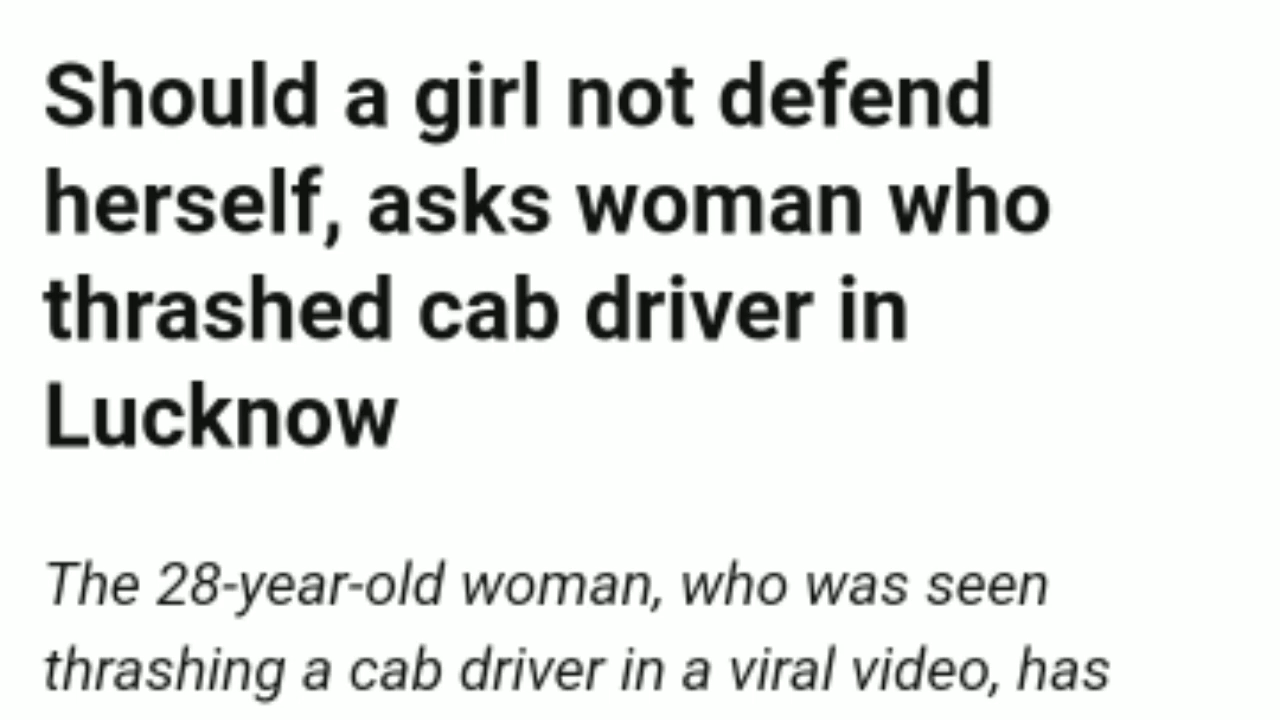 Should a girl not defend
herself, asks woman who
thrashed cab driver in
Lucknow
The 28-year-old woman, who was seen
thrashing a cab driver in a viral video, has